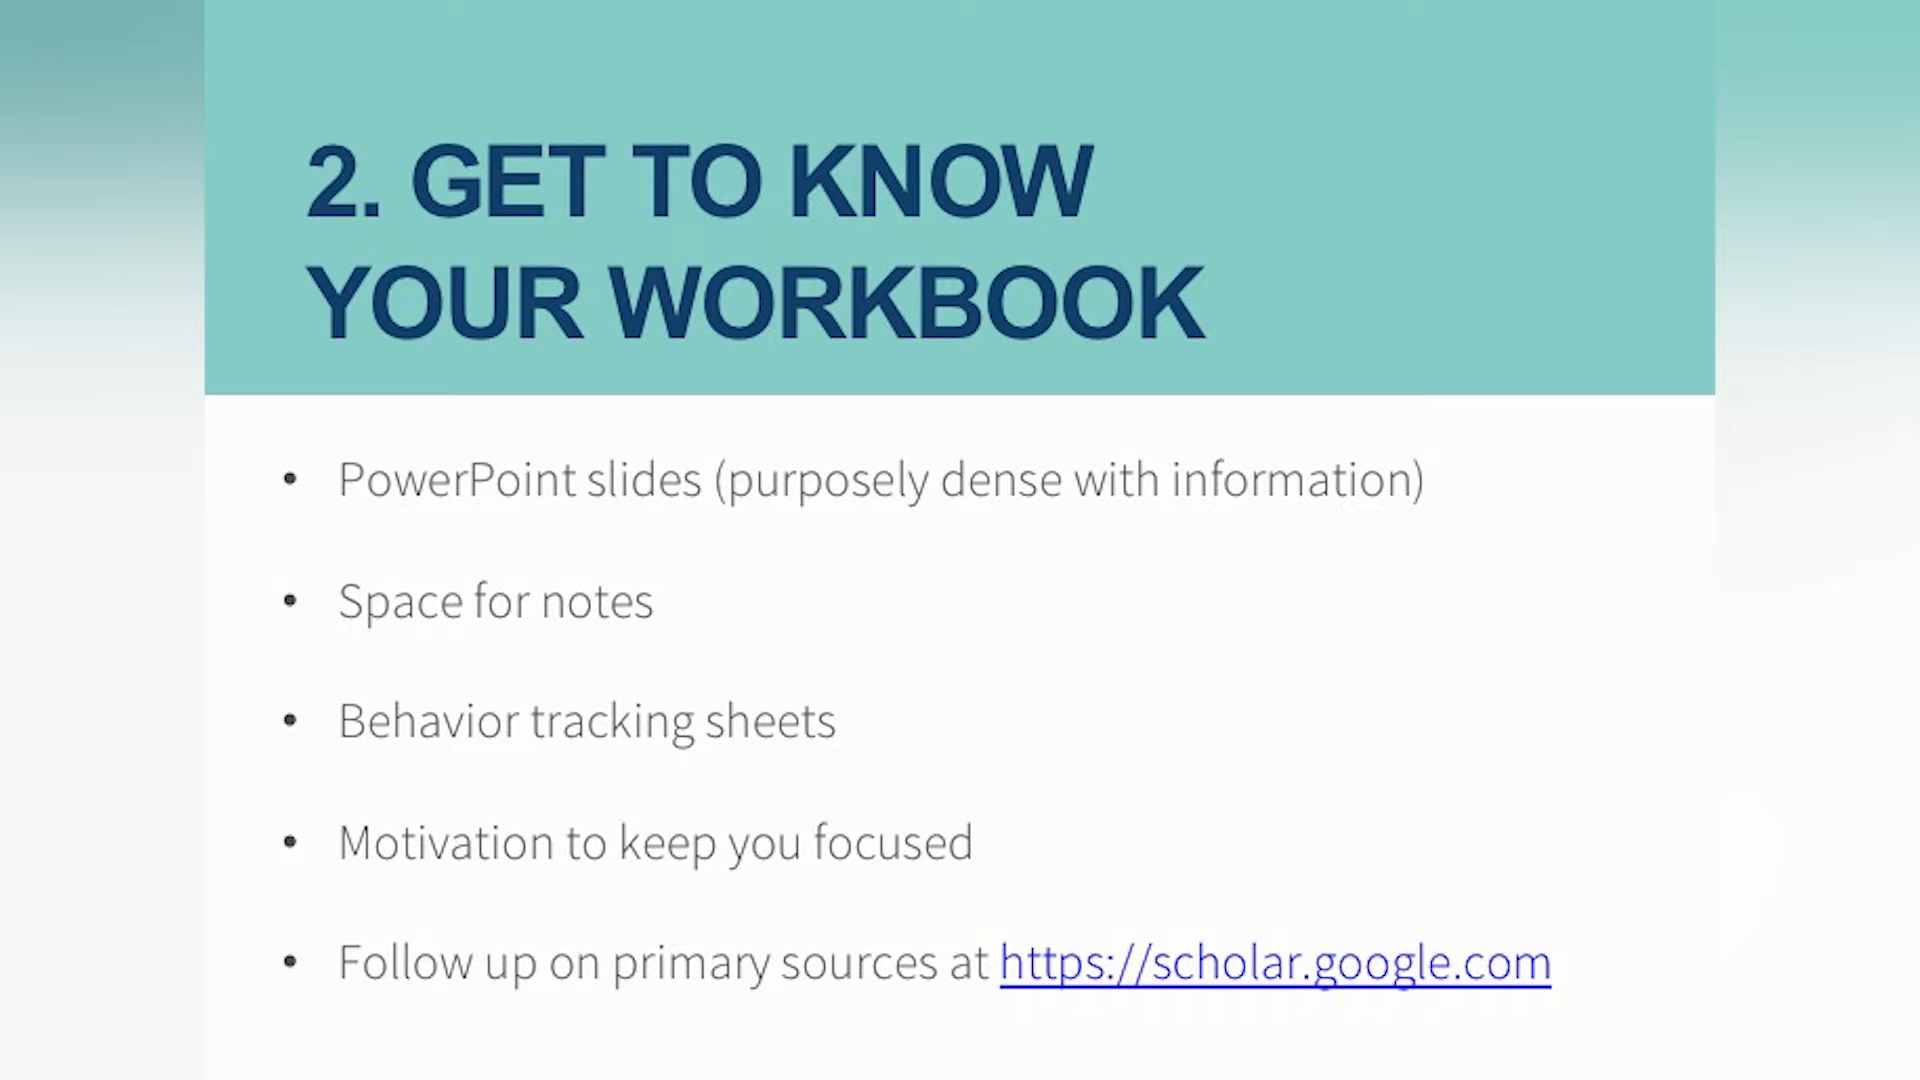 2. GET TO KNOW
YOUR WORKBOOK
• PowerPoint slides (purposely dense with information)
• Space for notes
• Behavior tracking sheets
• Motivation to keep you focused
• Follow up on primary sources at https://scholar.google.com